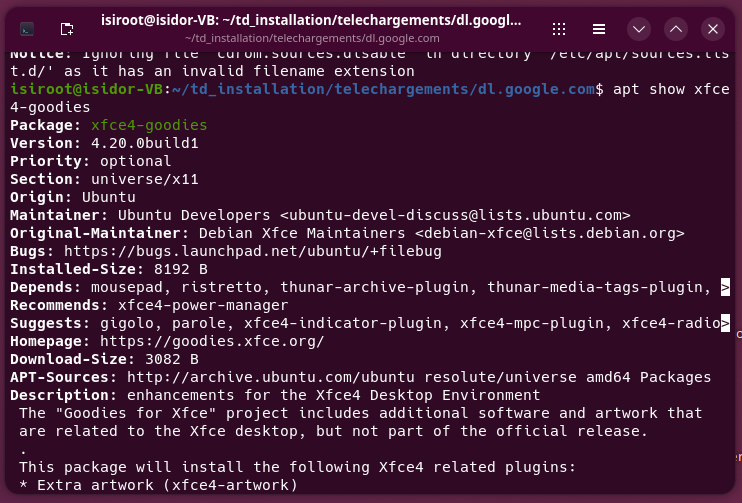 isiroot@isidor-VB: ~/td_installation/telechargements/dl.googl...
~/td_installation/telechargements/dl.google.com
Notice: Ignoring file 'cdrom.sources.disable' in directory '/etc/apt/sources.lis
t.d/' as it has an invalid filename extension
isiroot@isidor-VB:~/td_installation/telechargements/dl.google.com$ apt show xfce
4-goodies
Package: xfce4-goodies
Version: 4.20.0build1
Priority: optional
Section: universe/x11
Origin: Ubuntu
Maintainer: Ubuntu Developers <ubuntu-devel-discuss@lists.ubuntu.com>
Original-Maintainer: Debian Xfce Maintainers <debian-xfce@lists.debian.org>
Bugs: https://bugs.launchpad.net/ubuntu/+filebug
Installed-Size: 8192 B
Depends: mousepad, ristretto, thunar-archive-plugin, thunar-media-tags-plugin, >
Recommends: xfce4-power-manager
Suggests: gigolo, parole, xfce4-indicator-plugin, xfce4-mpc-plugin, xfce4-radio>
Homepage: https://goodies.xfce.org/
Download-Size: 3082 B
APT-Sources: http://archive.ubuntu.com/ubuntu resolute/universe amd64 Packages
Description: enhancements for the Xfce4 Desktop Environment
 The "Goodies for Xfce" project includes additional software and artwork that
 are related to the Xfce desktop, but not part of the official release.
 .
 This package will install the following Xfce4 related plugins:
 * Extra artwork (xfce4-artwork)